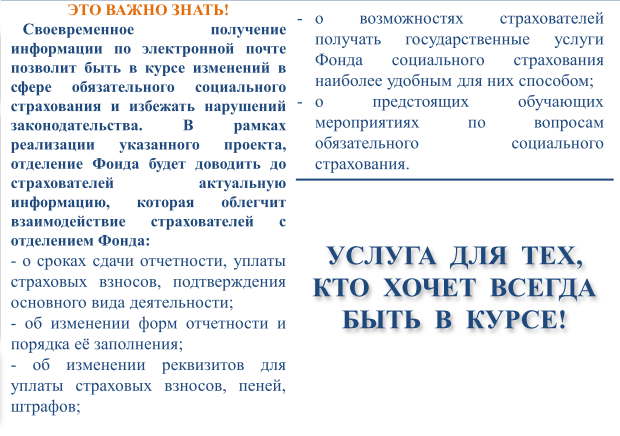 ЭТО ВАЖНО ЗНАТЬ!
Своевременное получение
информации по электронной почте
позволит быть в курсе изменений в
сфере обязательного социального
страхования и избежать нарушений
законодательства. В рамках
реализации указанного проекта,
отделение Фонда будет доводить до
страхователей актуальную
информацию, которая облегчит
взаимодействие страхователей с
отделением Фонда:
- о сроках сдачи отчетности, уплаты
страховых взносов, подтверждения
основного вида деятельности;
- об изменении форм отчетности и
порядка её заполнения;
- об изменении реквизитов для
уплаты страховых взносов, пеней,
штрафов;
- о возможностях страхователей
получать государственные услуги
Фонда социального страхования
наиболее удобным для них способом;
- о предстоящих обучающих
мероприятиях по вопросам
обязательного социального
страхования.
УСЛУГА ДЛЯ ТЕХ,
КТО ХОЧЕТ ВСЕГДА
БЫТЬ В КУРСЕ!